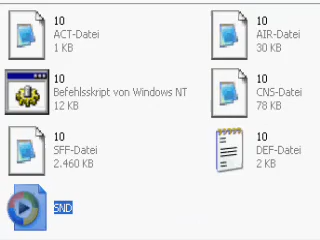 10
ACT-Datei
1 KB
10
AIR-Datei
30 KB
10
Befehlsskript von Windows NT
12 KB
10
CNS-Datei
78 KB
10
SFF-Datei
2.460 KB
10
DEF-Datei
2 KB
SND